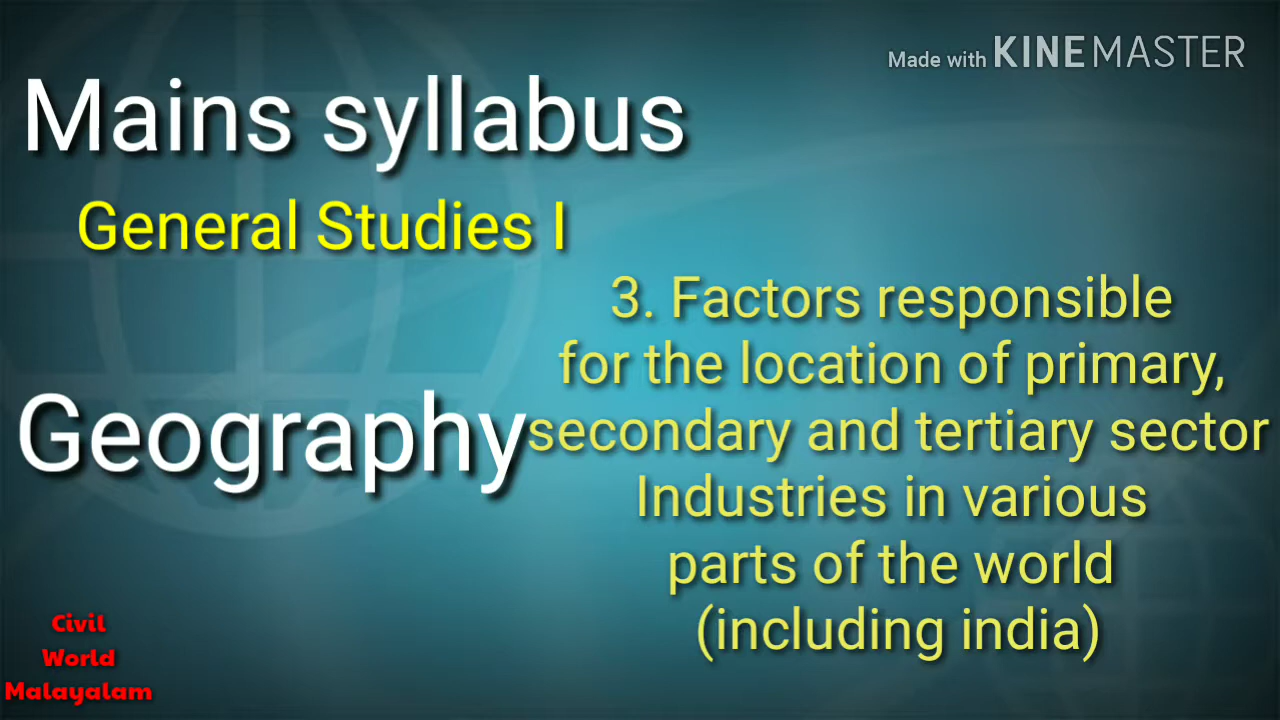 Made with KINEMASTER
Mains syllabus
General Studies I
Geography
3. Factors responsible
for the location of primary,
secondary and tertiary sector
Industries in various
parts of the world
(including india)
Civil
World
Malayalam